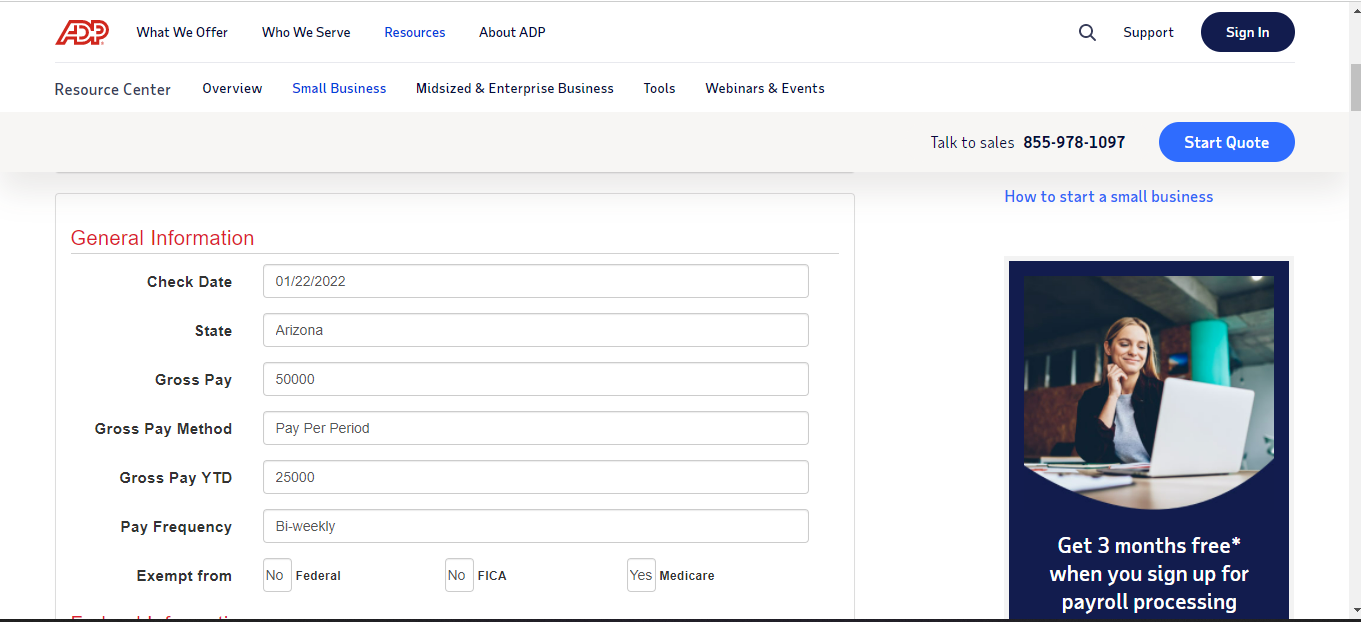 ADP What We Offer Who We Serve Resources About ADP Support Sign In
Resource Center Overview Small Business Midsized & Enterprise Business Tools Webinars & Events
Talk to sales 855-978-1097 Start Quote
How to start a small business
General Information
Check Date 01/22/2022
State Arizona
Gross Pay 50000
Gross Pay Method Pay Per Period
Gross Pay YTD 25000
Pay Frequency Bi-weekly
Exempt from No Federal No FICA Yes Medicare
Get 3 months free*
when you sign up for
payroll processing